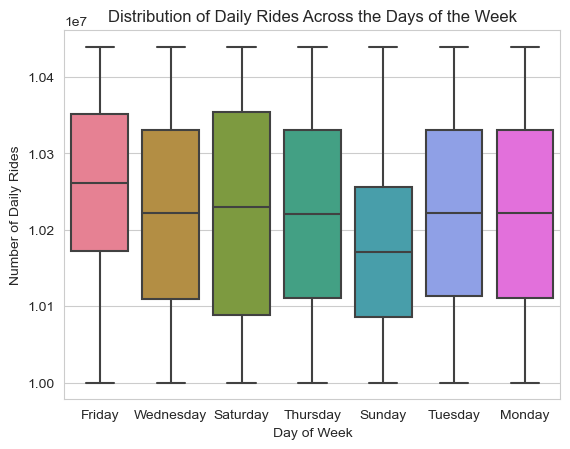 Distribution of Daily Rides Across the Days of the Week
1e7
1.04
1.03
1.02
1.01
1.00
Number of Daily Rides
Friday Wednesday Saturday Thursday Sunday Tuesday Monday
Day of Week